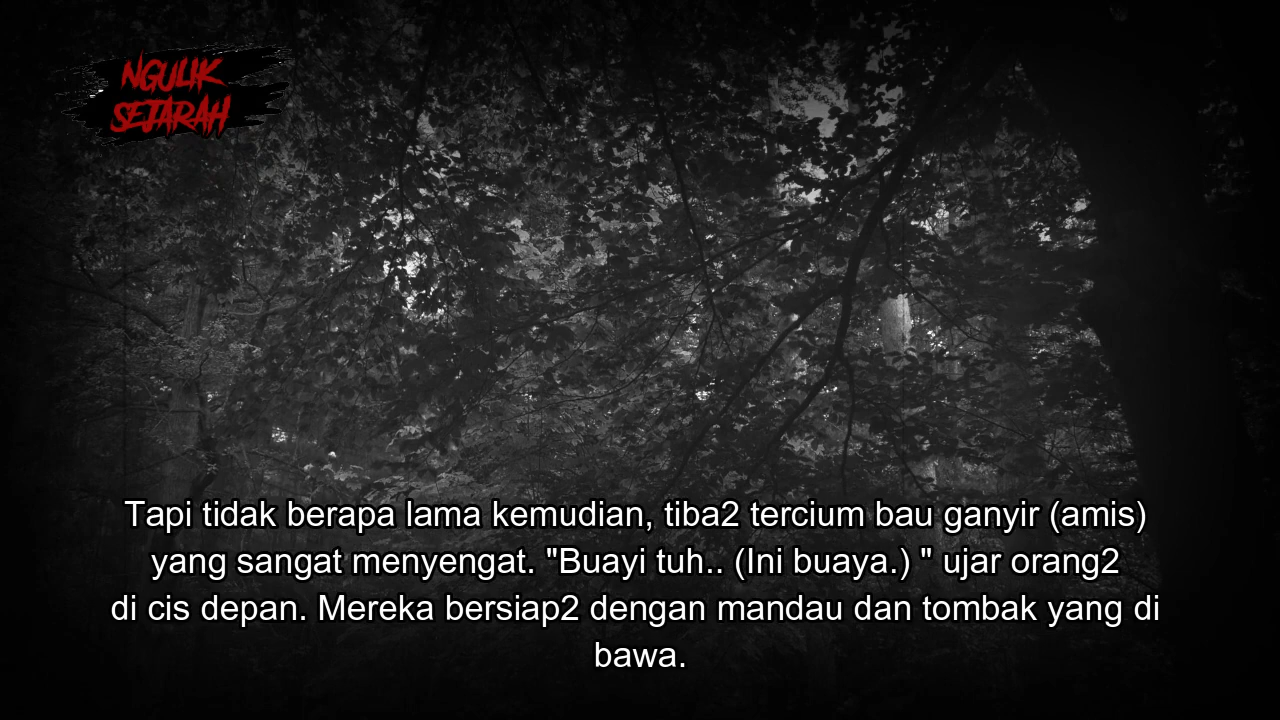 NGULIK
SEJARAH
Tapi tidak berapa lama kemudian, tiba2 tercium bau ganyir (amis)
yang sangat menyengat. "Buayi tuh.. (Ini buaya.) " ujar orang2
di cis depan. Mereka bersiap2 dengan mandau dan tombak yang di
bawa.